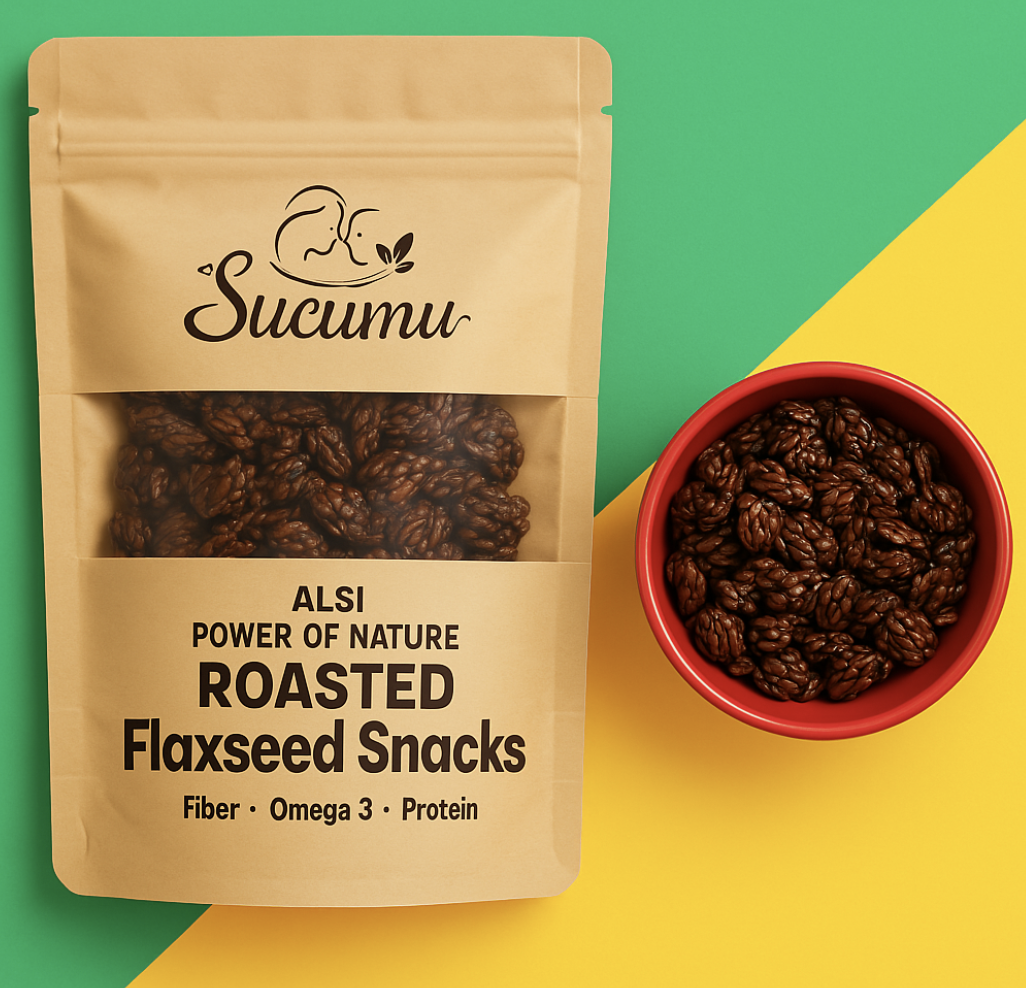 Sucumu
ALSI
POWER OF NATURE
ROASTED
Flaxseed Snacks
Fiber · Omega 3 · Protein